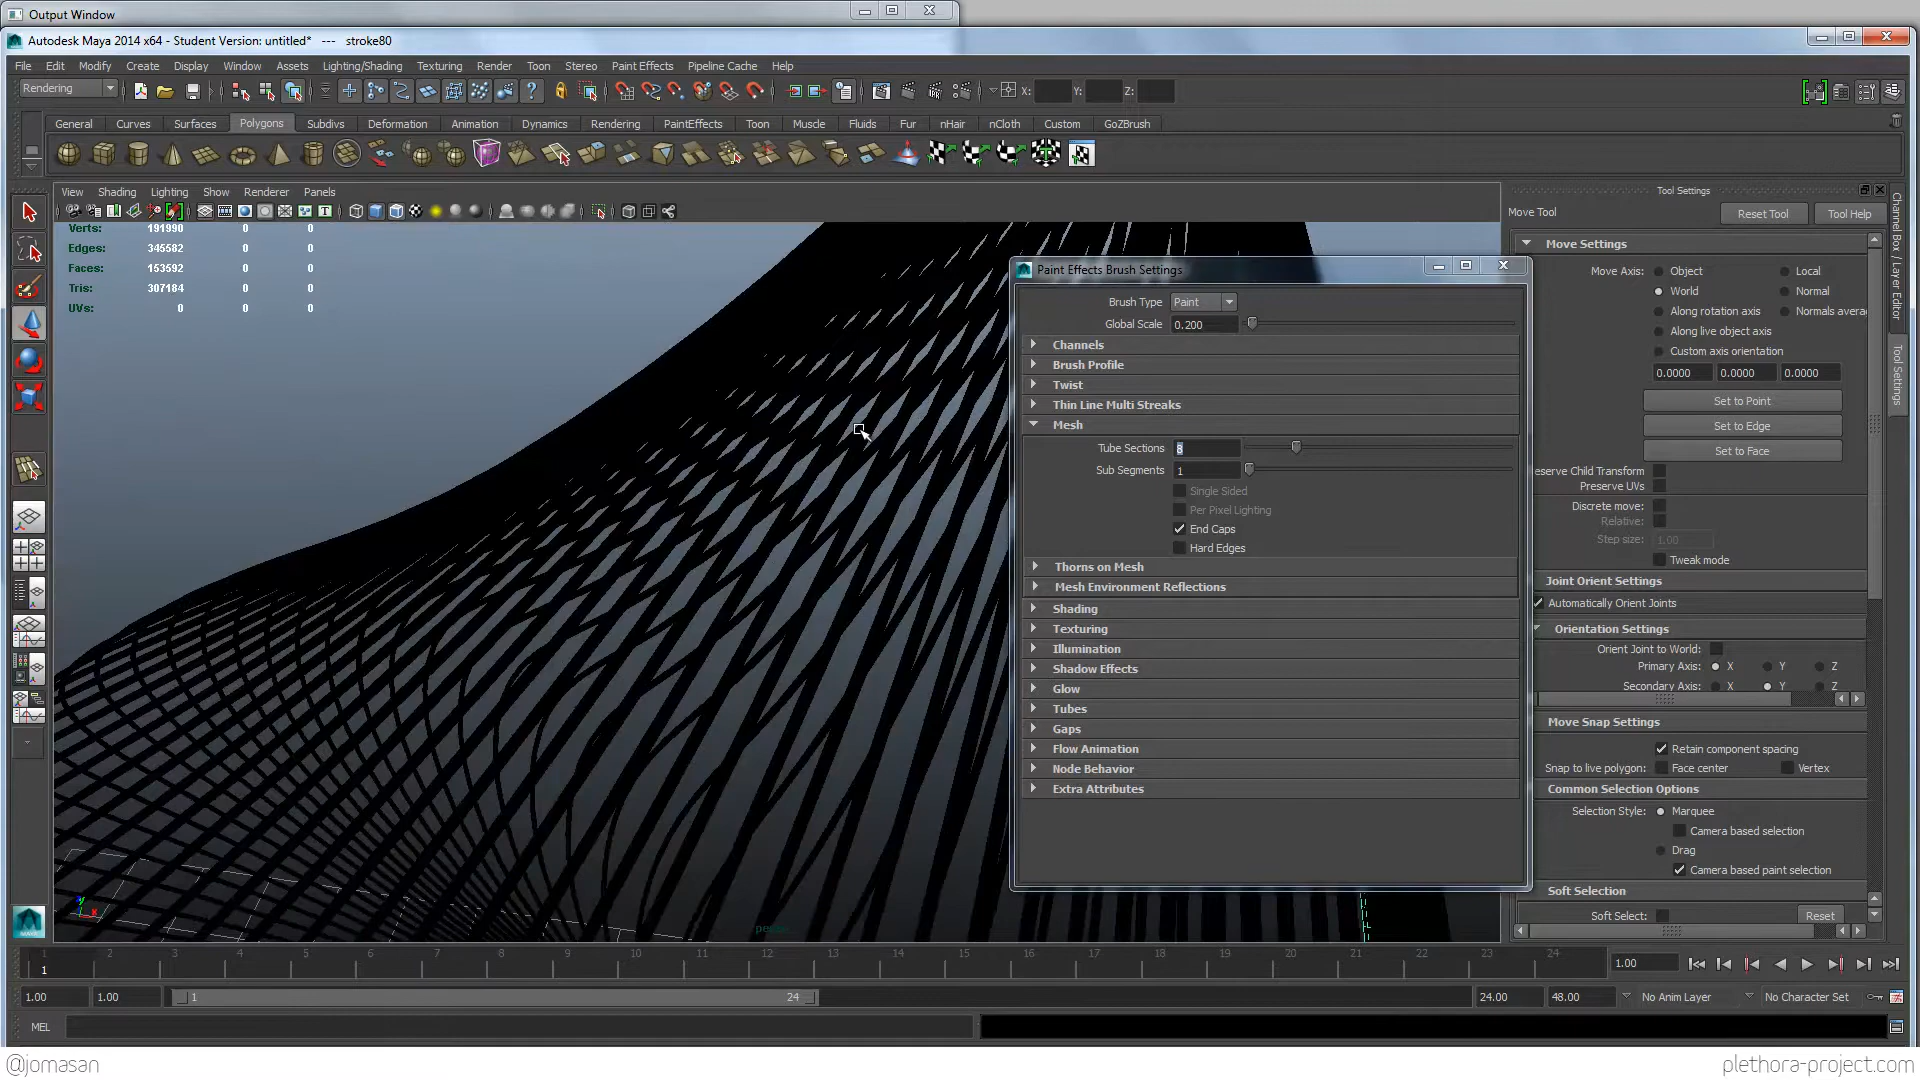 Output Window
Autodesk Maya 2014 x64 - Student Version: untitled*   ---   stroke80
File Edit Modify Create Display Window Assets Lighting/Shading Texturing Render Toon Stereo Paint Effects Pipeline Cache Help
Rendering X: Y: Z:
General Curves Surfaces Polygons Subdivs Deformation Animation Dynamics Rendering PaintEffects Toon Muscle Fluids Fur nHair nCloth Custom GoZBrush
View Shading Lighting Show Renderer Panels
Verts: 191990 0 0
Edges: 345582 0 0
Faces: 153592 0 0
Tris: 307184 0 0
UVs: 0 0 0
Paint Effects Brush Settings
Brush Type Paint
Global Scale 0.200
Channels
Brush Profile
Twist
Thin Line Multi Streaks
Mesh
Tube Sections 8
Sub Segments 1
Single Sided
Per Pixel Lighting
End Caps
Hard Edges
Thorns on Mesh
Mesh Environment Reflections
Shading
Texturing
Illumination
Shadow Effects
Glow
Tubes
Gaps
Flow Animation
Node Behavior
Extra Attributes
Tool Settings
Move Tool Reset Tool Tool Help
Move Settings
Move Axis: Object Local
World Normal
Along rotation axis Normals avera
Along live object axis
Custom axis orientation
0.0000 0.0000 0.0000
Set to Point
Set to Edge
Set to Face
eserve Child Transform
Preserve UVs
Discrete move:
Relative:
Step size: 1.00
Tweak mode
Joint Orient Settings
Automatically Orient Joints
Orientation Settings
Orient Joint to World:
Primary Axis: X Y Z
Secondary Axis: X Y Z
Move Snap Settings
Retain component spacing
Snap to live polygon: Face center Vertex
Common Selection Options
Selection Style: Marquee
Camera based selection
Drag
Camera based paint selection
Soft Selection
Soft Select: Reset
Channel Box / Layer Editor
Tool Settings
1 2 3 4 5 6 7 8 9 10 11 12 13 14 15 16 17 18 19 20 21 22 23 24
1 1.00
1.00 1.00 1 24 24.00 48.00 No Anim Layer No Character Set
MEL
@jomasan
plethora-project.com